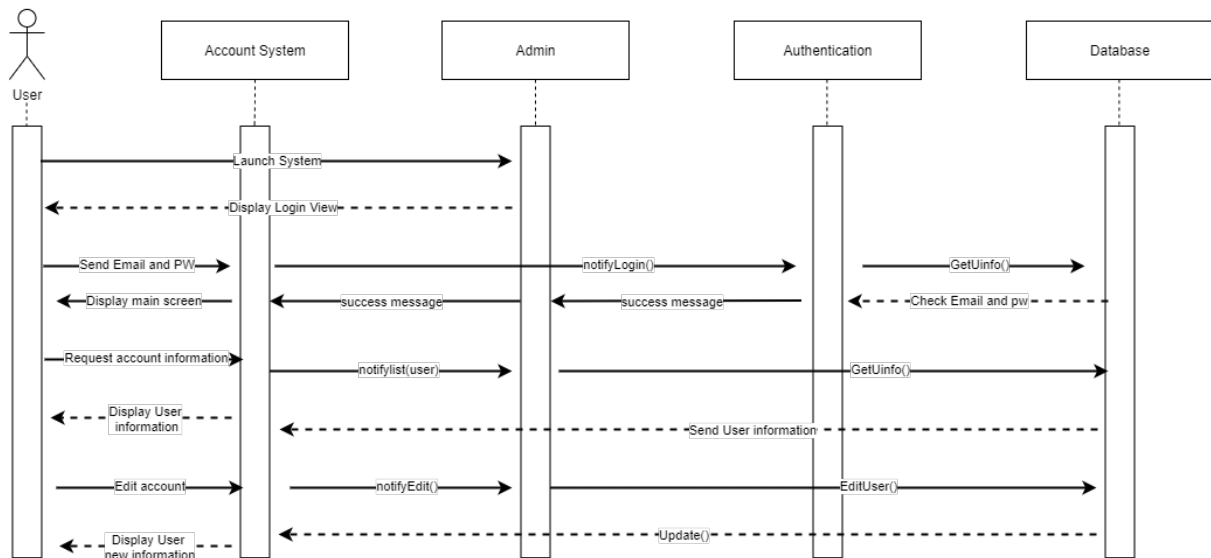 Account System
Admin
Authentication
Database
User
Launch System
Display Login View
Send Email and PW
notifyLogin()
GetUinfo()
Display main screen
success message
success message
Check Email and pw
Request account information
notifylist(user)
GetUinfo()
Display User
information
Send User information
Edit account
notifyEdit()
EditUser()
Update()
Display User
new information